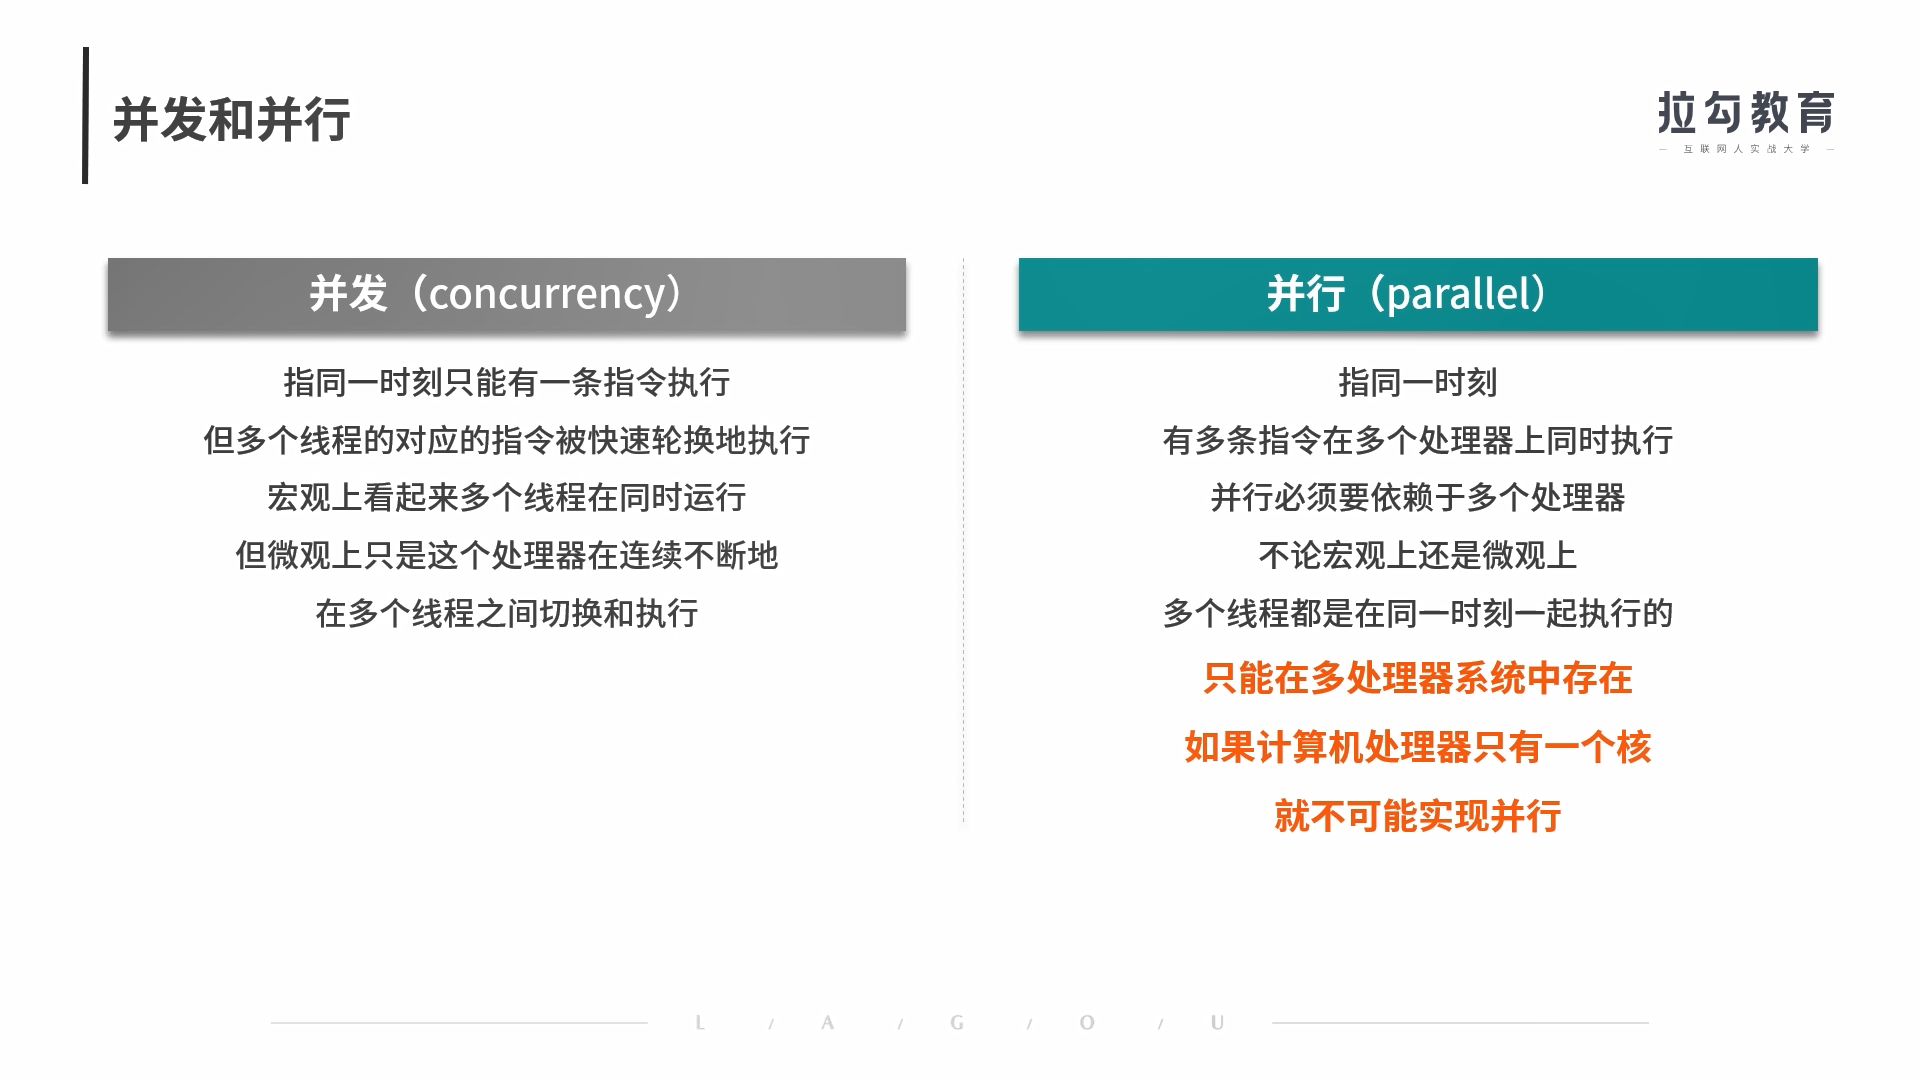 并发和并行
拉勾教育
— 互联网人实战大学 —
并发（concurrency）
指同一时刻只能有一条指令执行
但多个线程的对应的指令被快速轮换地执行
宏观上看起来多个线程在同时运行
但微观上只是这个处理器在连续不断地
在多个线程之间切换和执行
并行（parallel）
指同一时刻
有多条指令在多个处理器上同时执行
并行必须要依赖于多个处理器
不论宏观上还是微观上
多个线程都是在同一时刻一起执行的
只能在多处理器系统中存在
如果计算机处理器只有一个核
就不可能实现并行
L / A / G / O / U